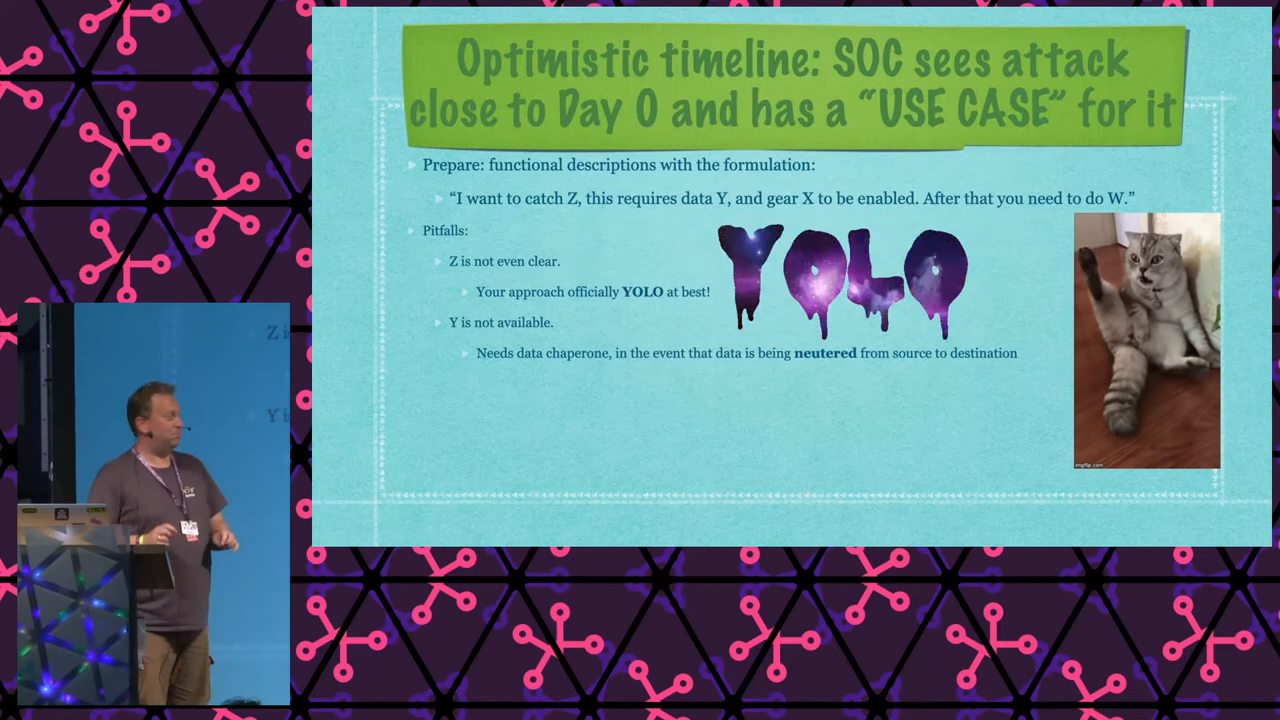 Optimistic timeline: SOC sees attack
close to Day 0 and has a “USE CASE” for it
Prepare: functional descriptions with the formulation:
“I want to catch Z, this requires data Y, and gear X to be enabled. After that you need to do W.”
Pitfalls:
Z is not even clear.
Your approach officially YOLO at best!
Y is not available.
Needs data chaperone, in the event that data is being neutered from source to destination
YOLO
imgflip.com
Z i
Y i
CYBER